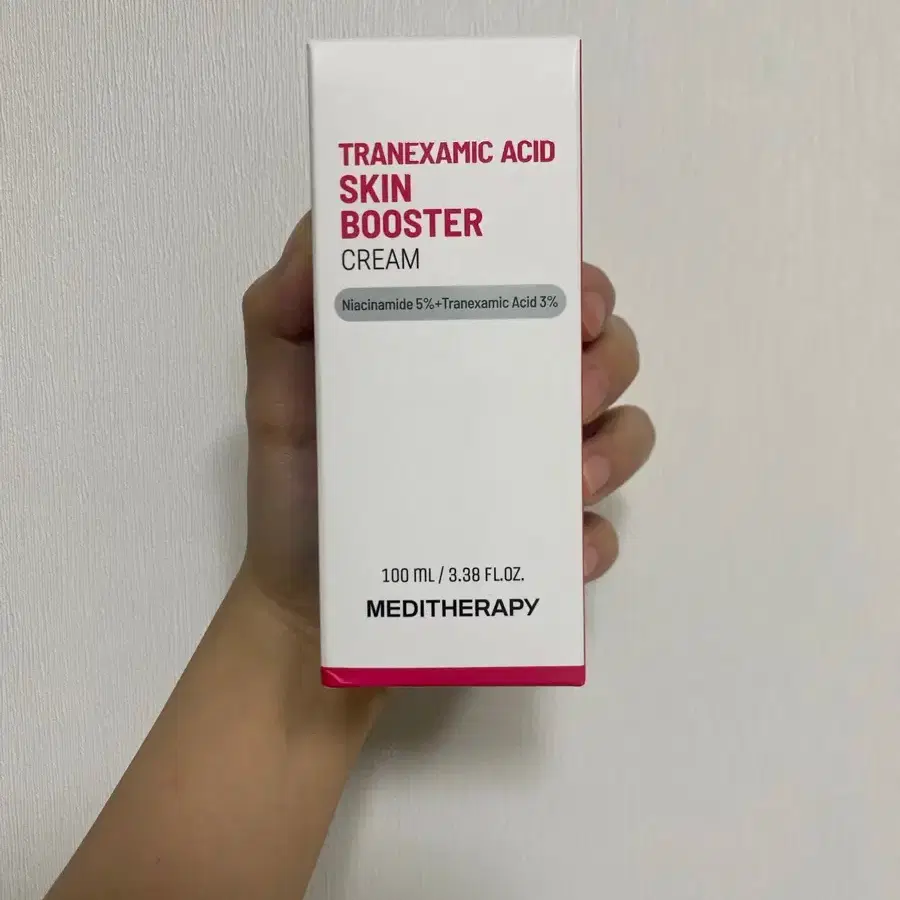 TRANEXAMIC ACID
SKIN
BOOSTER
CREAM
Niacinamide 5%+Tranexamic Acid 3%
100 ML / 3.38 FL.OZ.
MEDITHERAPY